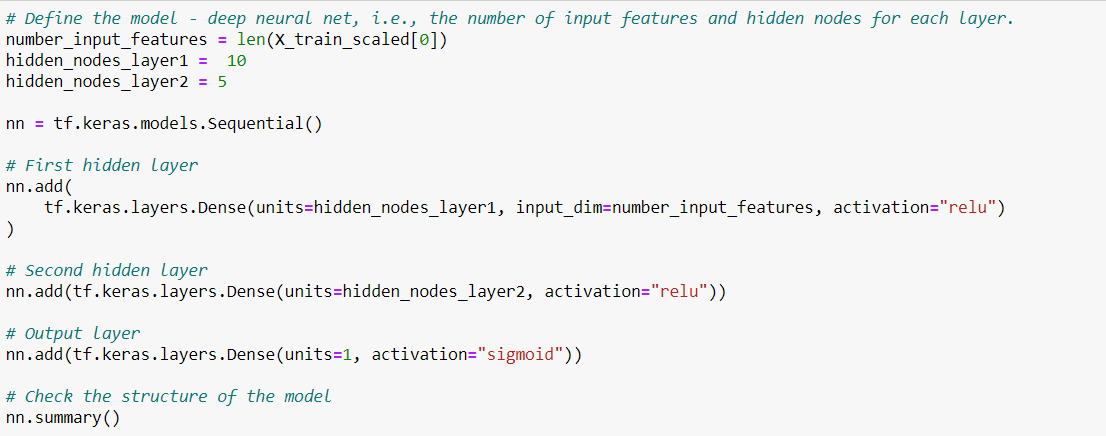 # Define the model - deep neural net, i.e., the number of input features and hidden nodes for each layer.
number_input_features = len(X_train_scaled[0])
hidden_nodes_layer1 =  10
hidden_nodes_layer2 = 5

nn = tf.keras.models.Sequential()

# First hidden layer
nn.add(
    tf.keras.layers.Dense(units=hidden_nodes_layer1, input_dim=number_input_features, activation="relu")
)

# Second hidden layer
nn.add(tf.keras.layers.Dense(units=hidden_nodes_layer2, activation="relu"))

# Output layer
nn.add(tf.keras.layers.Dense(units=1, activation="sigmoid"))

# Check the structure of the model
nn.summary()